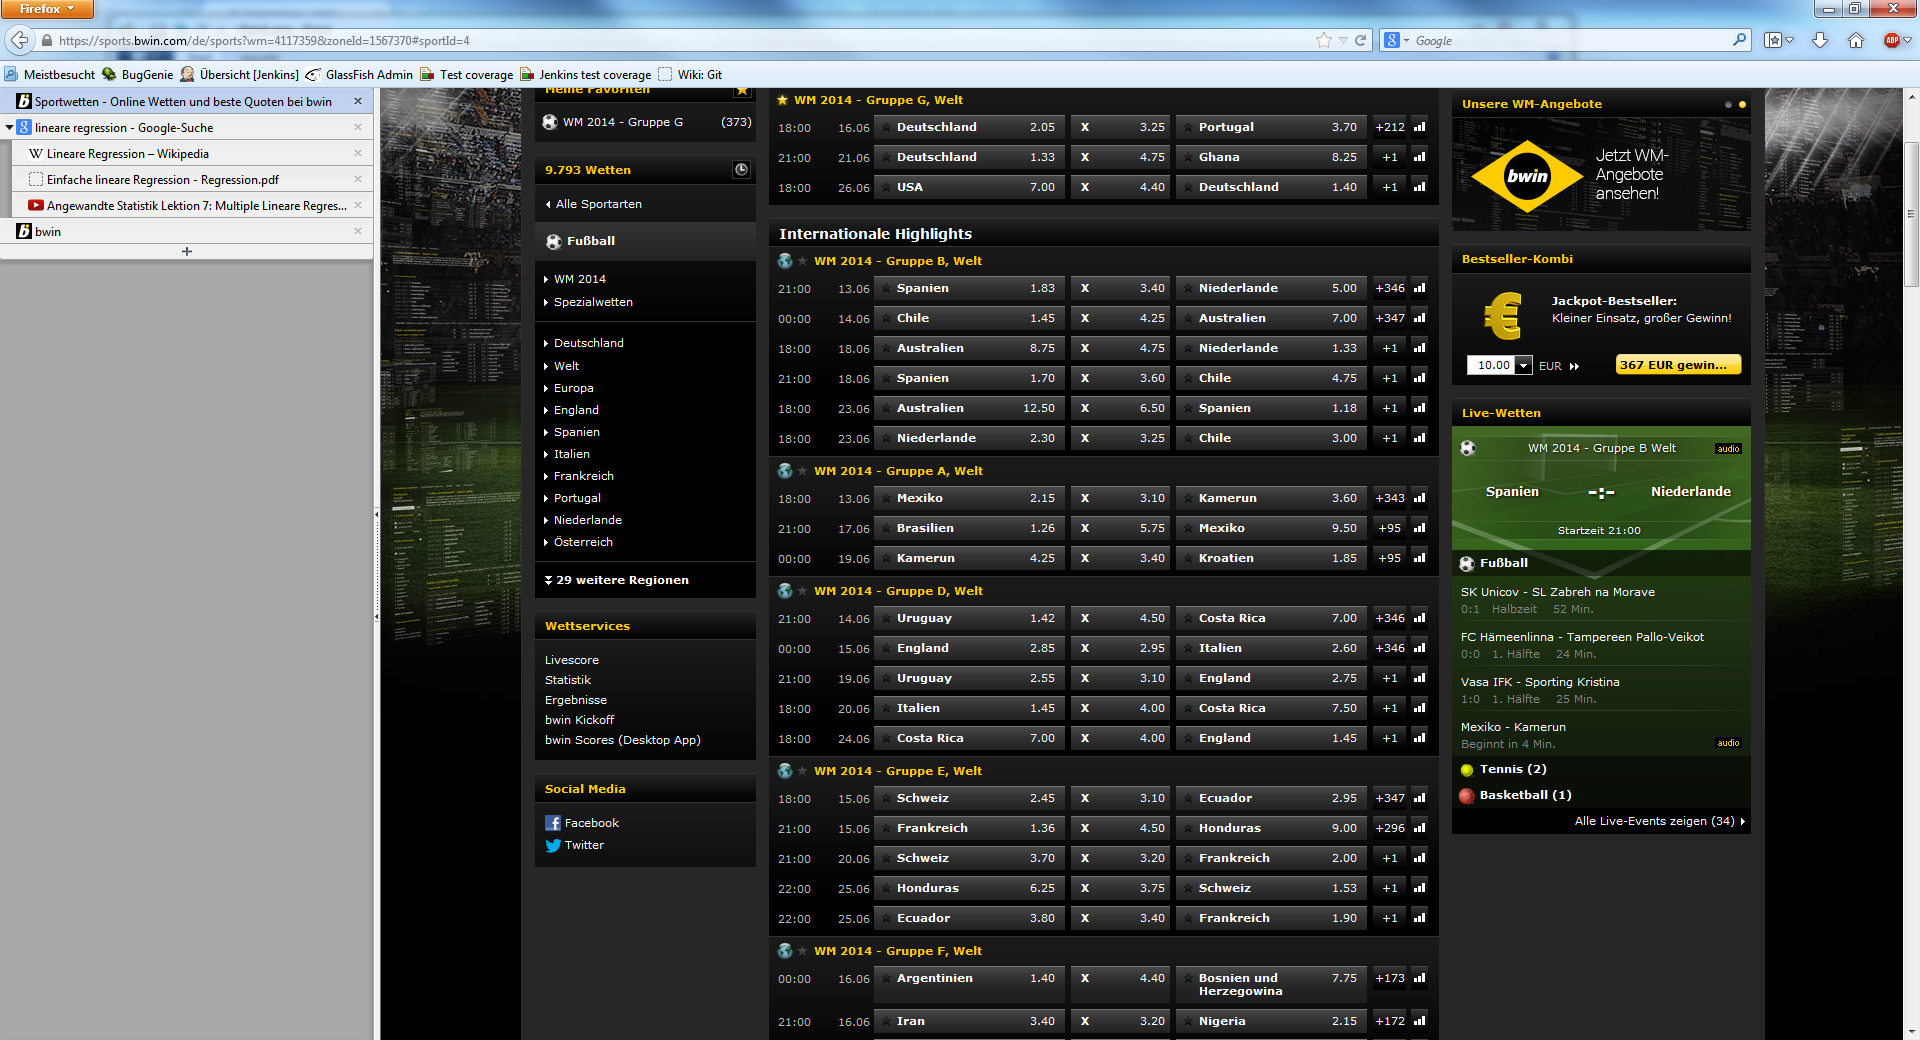 Firefox
https://sports.bwin.com/de/sports?wm=4117359&zoneId=1567370#sportId=4
Google
ABP
Meistbesucht
BugGenie
Übersicht [Jenkins]
GlassFish Admin
Test coverage
Jenkins test coverage
Wiki: Git
Sportwetten - Online Wetten und beste Quoten bei bwin
lineare regression - Google-Suche
Lineare Regression – Wikipedia
Einfache lineare Regression - Regression.pdf
Angewandte Statistik Lektion 7: Multiple Lineare Regres...
bwin
Meine Favoriten
WM 2014 - Gruppe G (373)
9.793 Wetten
Alle Sportarten
Fußball
WM 2014
Spezialwetten
Deutschland
Welt
Europa
England
Spanien
Italien
Frankreich
Portugal
Niederlande
Österreich
29 weitere Regionen
Wettservices
Livescore
Statistik
Ergebnisse
bwin Kickoff
bwin Scores (Desktop App)
Social Media
Facebook
Twitter
WM 2014 - Gruppe G, Welt
18:00 16.06 Deutschland 2.05 X 3.25 Portugal 3.70 +212
21:00 21.06 Deutschland 1.33 X 4.75 Ghana 8.25 +1
18:00 26.06 USA 7.00 X 4.40 Deutschland 1.40 +1
Internationale Highlights
WM 2014 - Gruppe B, Welt
21:00 13.06 Spanien 1.83 X 3.40 Niederlande 5.00 +346
00:00 14.06 Chile 1.45 X 4.25 Australien 7.00 +347
18:00 18.06 Australien 8.75 X 4.75 Niederlande 1.33 +1
21:00 18.06 Spanien 1.70 X 3.60 Chile 4.75 +1
18:00 23.06 Australien 12.50 X 6.50 Spanien 1.18 +1
18:00 23.06 Niederlande 2.30 X 3.25 Chile 3.00 +1
WM 2014 - Gruppe A, Welt
18:00 13.06 Mexiko 2.15 X 3.10 Kamerun 3.60 +343
21:00 17.06 Brasilien 1.26 X 5.75 Mexiko 9.50 +95
00:00 19.06 Kamerun 4.25 X 3.40 Kroatien 1.85 +95
WM 2014 - Gruppe D, Welt
21:00 14.06 Uruguay 1.42 X 4.50 Costa Rica 7.00 +346
00:00 15.06 England 2.85 X 2.95 Italien 2.60 +346
21:00 19.06 Uruguay 2.55 X 3.10 England 2.75 +1
18:00 20.06 Italien 1.45 X 4.00 Costa Rica 7.50 +1
18:00 24.06 Costa Rica 7.00 X 4.00 England 1.45 +1
WM 2014 - Gruppe E, Welt
18:00 15.06 Schweiz 2.45 X 3.10 Ecuador 2.95 +347
21:00 15.06 Frankreich 1.36 X 4.50 Honduras 9.00 +296
21:00 20.06 Schweiz 3.70 X 3.20 Frankreich 2.00 +1
22:00 25.06 Honduras 6.25 X 3.75 Schweiz 1.53 +1
22:00 25.06 Ecuador 3.80 X 3.40 Frankreich 1.90 +1
WM 2014 - Gruppe F, Welt
00:00 16.06 Argentinien 1.40 X 4.40 Bosnien und 7.75 +173
Herzegowina
21:00 16.06 Iran 3.40 X 3.20 Nigeria 2.15 +172
Unsere WM-Angebote
bwin
Jetzt WM-
Angebote
ansehen!
Bestseller-Kombi
€
Jackpot-Bestseller:
Kleiner Einsatz, großer Gewinn!
10.00 EUR
367 EUR gewin...
Live-Wetten
WM 2014 - Gruppe B Welt
audio
Spanien -:- Niederlande
Startzeit 21:00
Fußball
SK Unicov - SL Zabreh na Morave
0:1 Halbzeit 52 Min.
FC Hämeenlinna - Tampereen Pallo-Veikot
0:0 1. Hälfte 24 Min.
Vasa IFK - Sporting Kristina
1:0 1. Hälfte 25 Min.
Mexiko - Kamerun
Beginnt in 4 Min.
audio
Tennis (2)
Basketball (1)
Alle Live-Events zeigen (34)